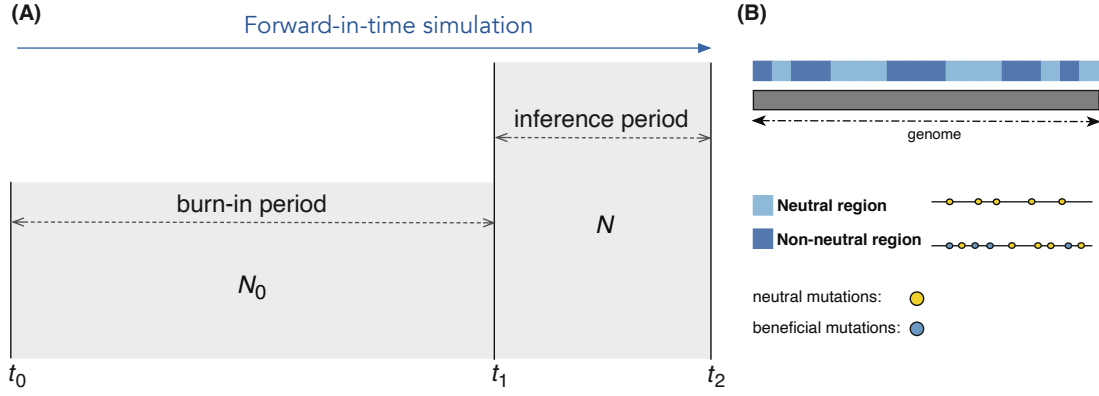 (A)
Forward-in-time simulation
inference period
burn-in period
N
N0
t0
t1
t2
(B)
genome
Neutral region
Non-neutral region
neutral mutations:
beneficial mutations: